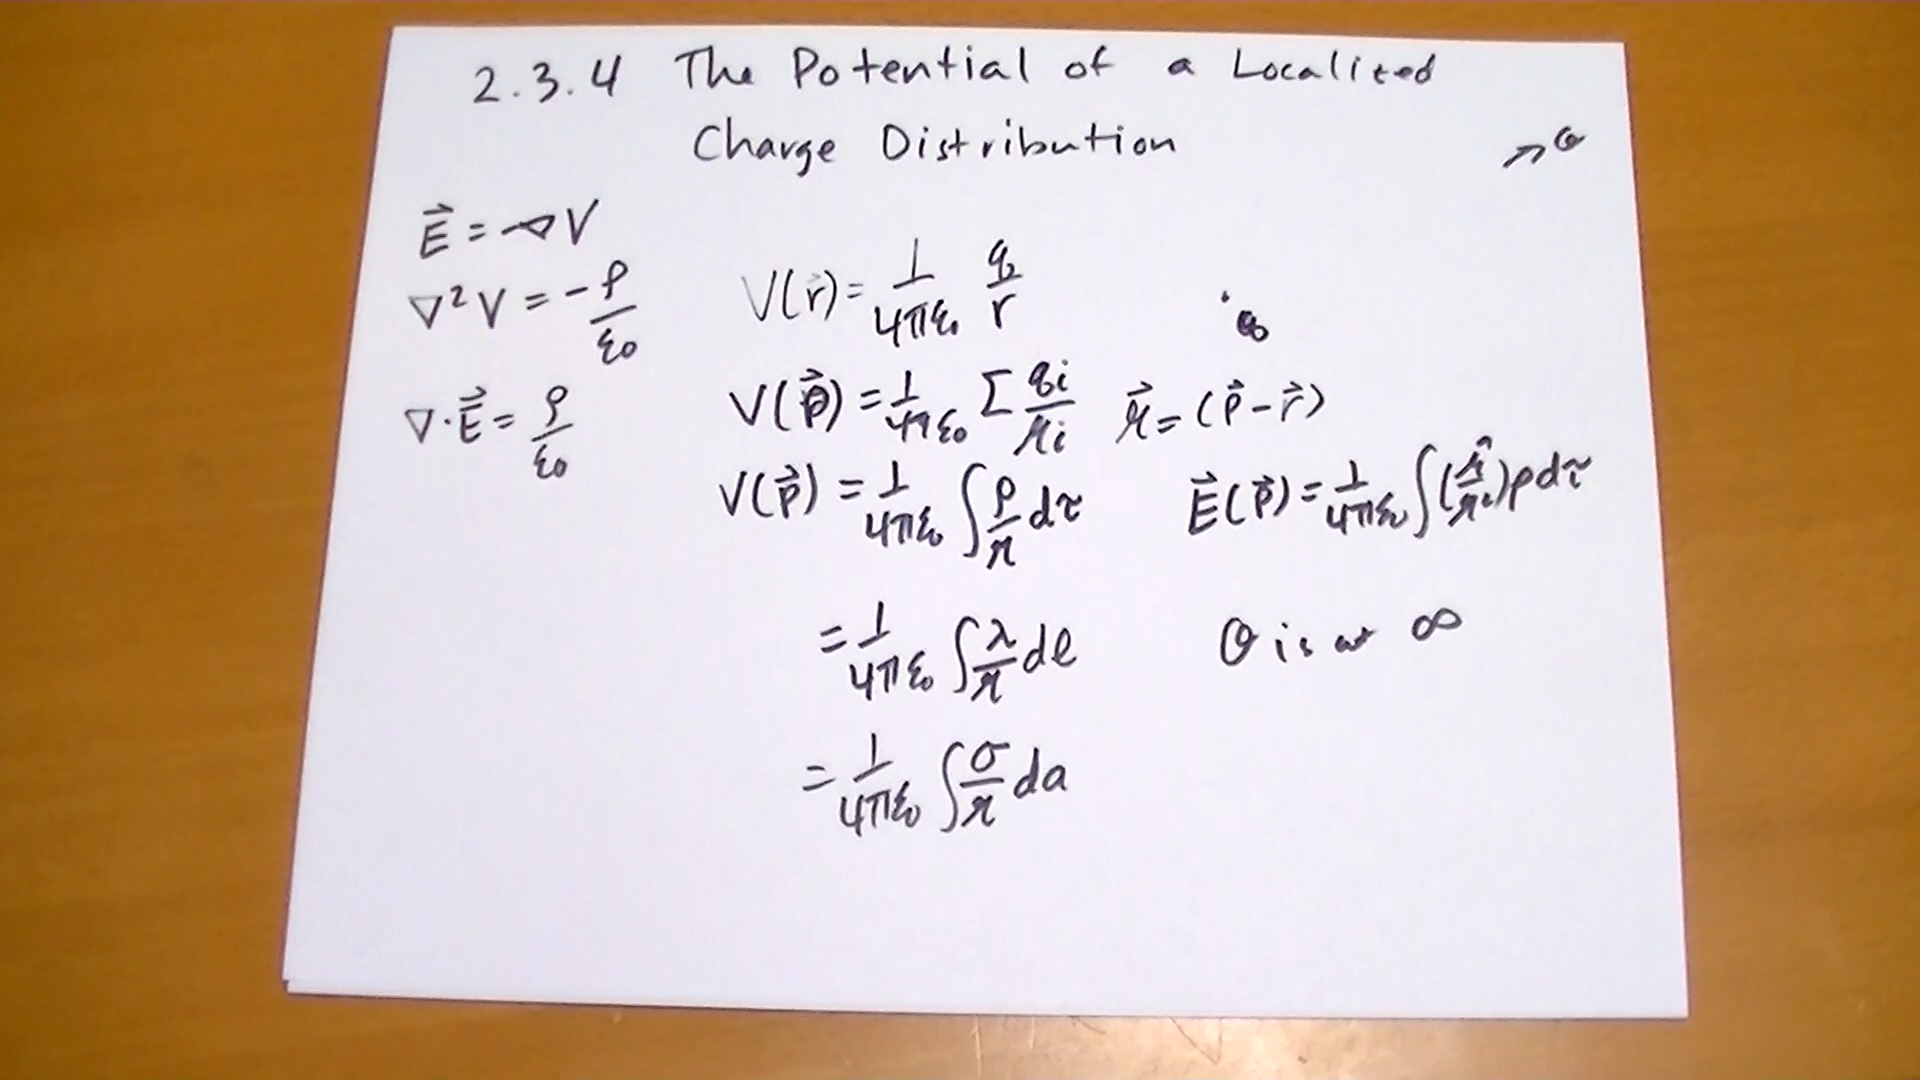 2.3.4 The Potential of a Localized
Charge Distribution
E⃗ = -∇V
∇²V = -ρ/ε₀
∇·E⃗ = ρ/ε₀
V(r⃗) = 1/4πε₀ q/r
q
V(p⃗) = 1/4πε₀ Σ qi/𝓇i   𝓇⃗ = (p⃗ - r⃗)
V(p⃗) = 1/4πε₀ ∫ ρ/𝓇 dτ   E⃗(p⃗) = 1/4πε₀ ∫ (𝓇̂/𝓇²) ρ dτ
= 1/4πε₀ ∫ λ/𝓇 dl   O is at ∞
= 1/4πε₀ ∫ σ/𝓇 da